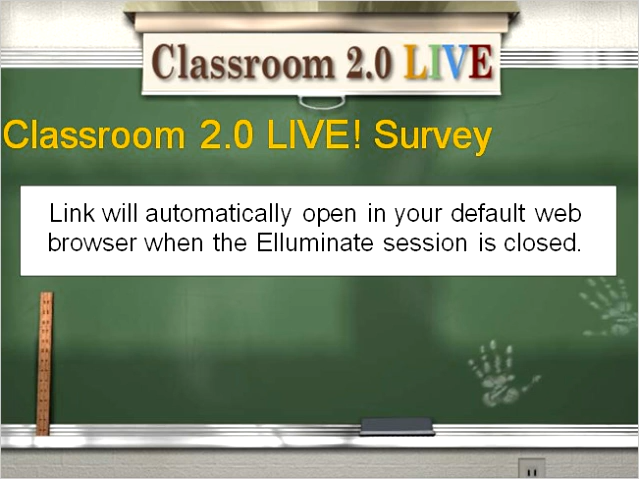 Classroom 2.0 LIVE
Classroom 2.0 LIVE! Survey
Link will automatically open in your default web
browser when the Elluminate session is closed.